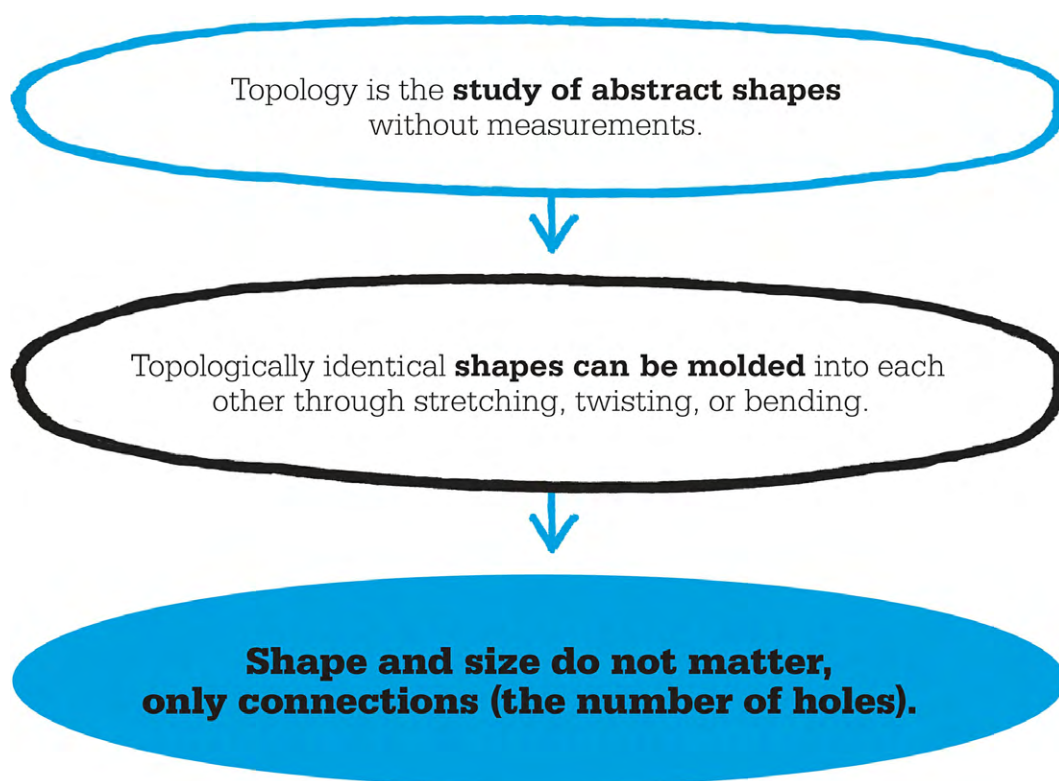 Topology is the study of abstract shapes
without measurements.
Topologically identical shapes can be molded into each
other through stretching, twisting, or bending.
Shape and size do not matter,
only connections (the number of holes).